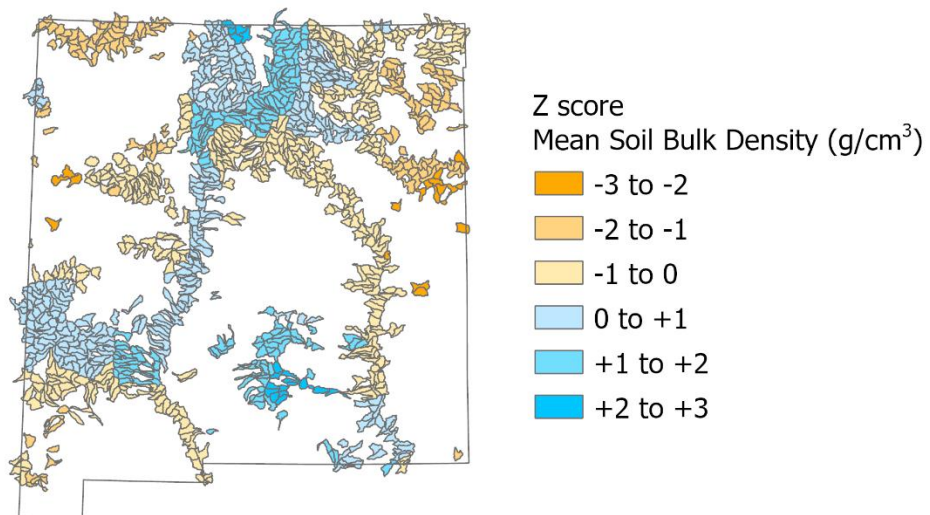 Z score
Mean Soil Bulk Density (g/cm³)
-3 to -2
-2 to -1
-1 to 0
0 to +1
+1 to +2
+2 to +3